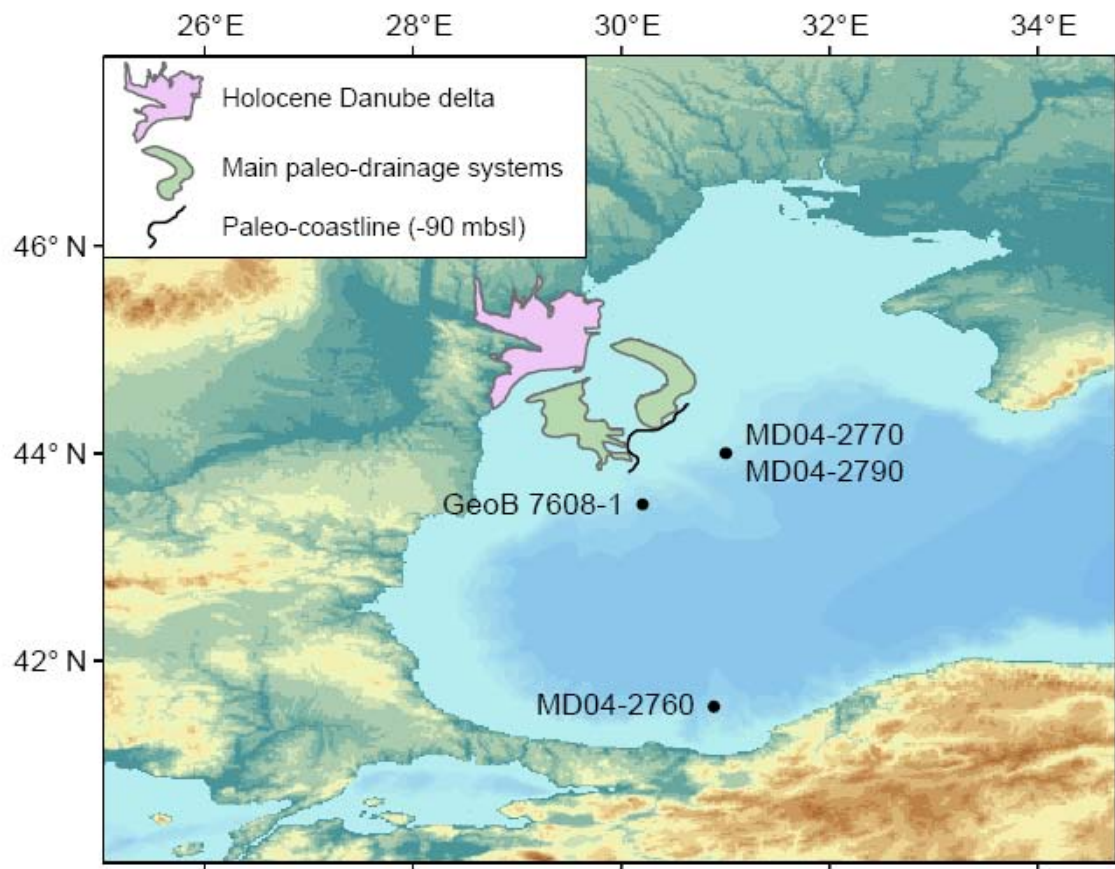 26°E 28°E 30°E 32°E 34°E
Holocene Danube delta
Main paleo-drainage systems
Paleo-coastline (-90 mbsl)
46° N
44° N
42° N
MD04-2770
MD04-2790
GeoB 7608-1
MD04-2760